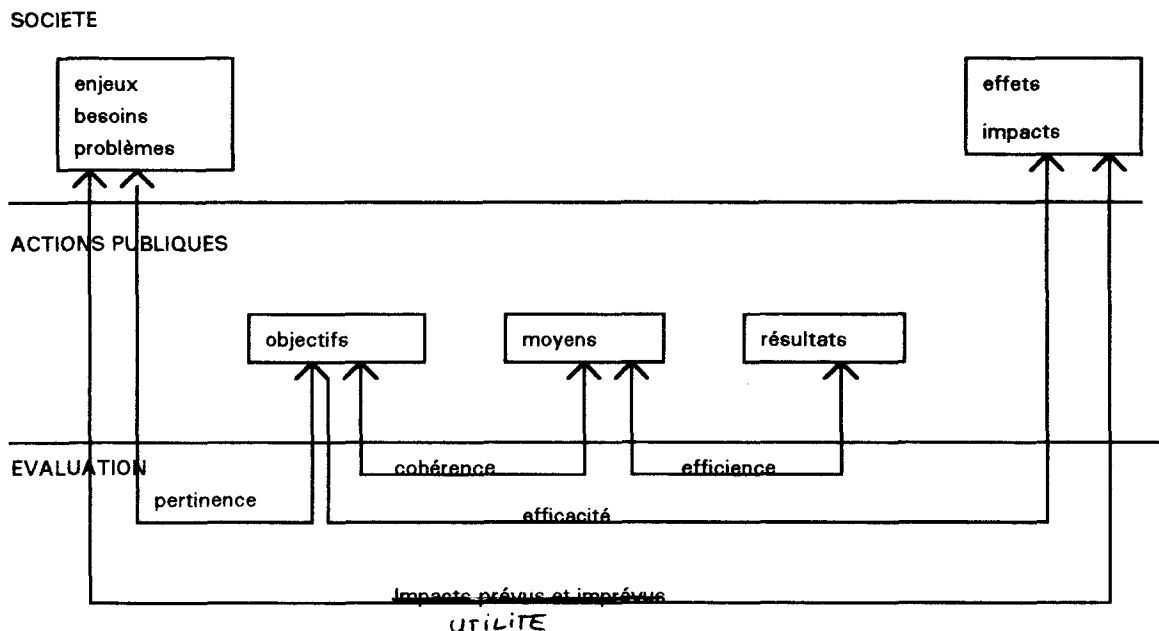 SOCIETE
enjeux
besoins
problèmes
effets
impacts
ACTIONS PUBLIQUES
objectifs
moyens
résultats
EVALUATION
cohérence
efficience
pertinence
efficacité
Impacts prévus et imprévus
UTILITE